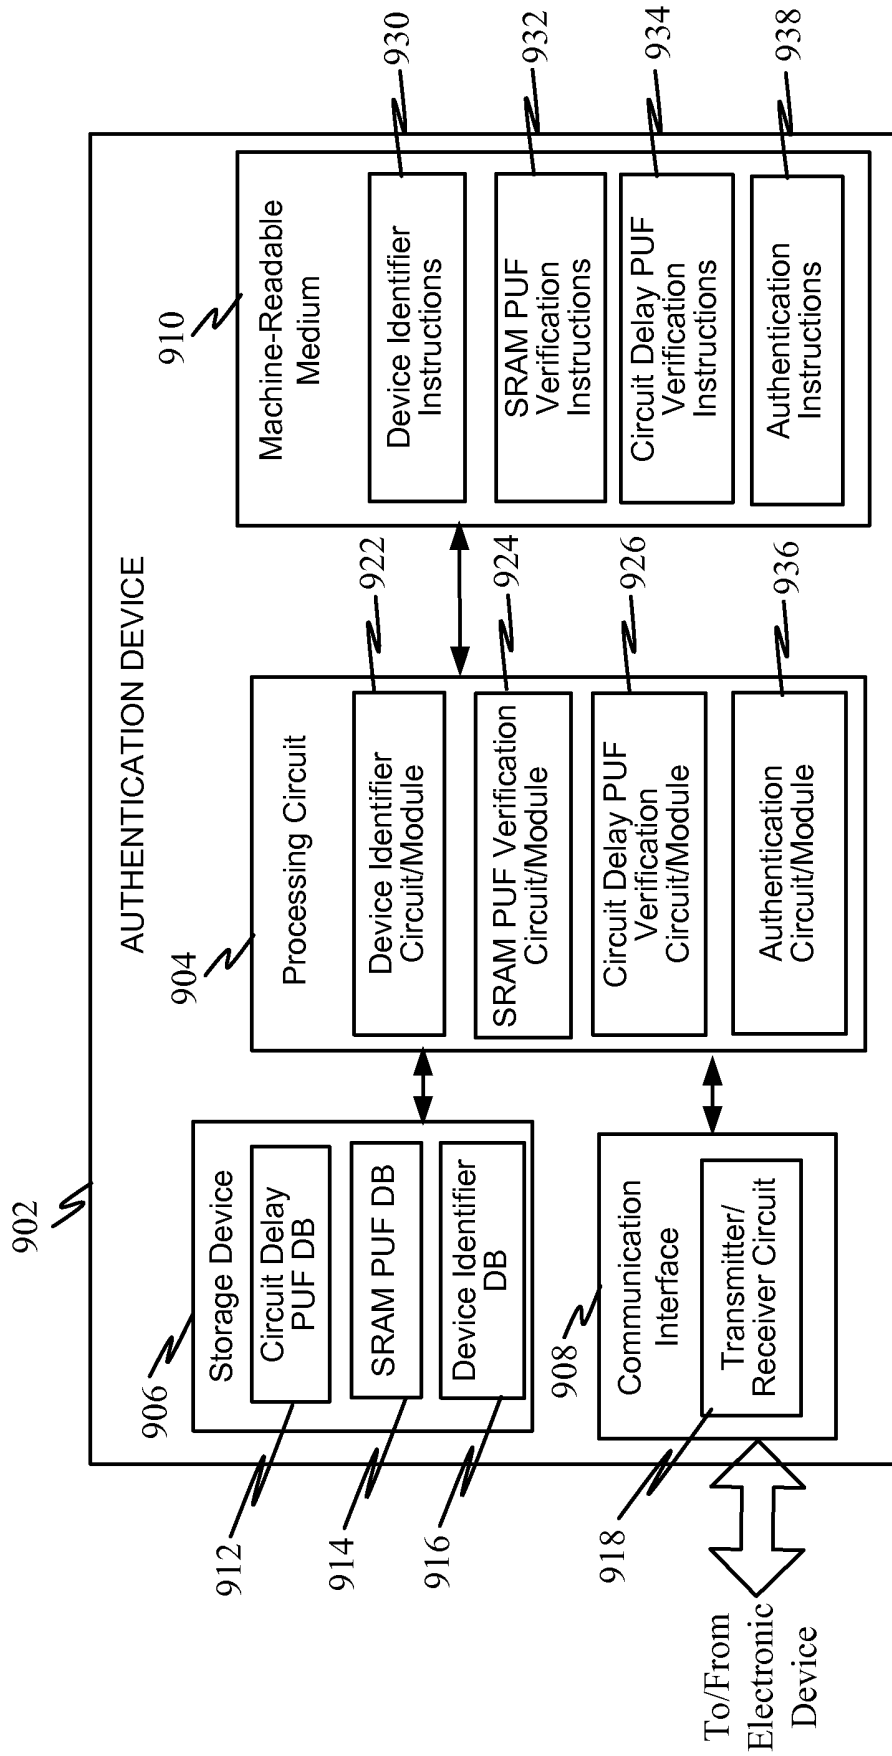 902
AUTHENTICATION DEVICE
906
Storage Device
Circuit Delay
PUF DB
912
SRAM PUF DB
914
Device Identifier
DB
916
908
Communication
Interface
Transmitter/
Receiver Circuit
918
To/From
Electronic
Device
904
Processing Circuit
Device Identifier
Circuit/Module
922
SRAM PUF Verification
Circuit/Module
924
Circuit Delay PUF
Verification
Circuit/Module
926
Authentication
Circuit/Module
936
910
Machine-Readable
Medium
Device Identifier
Instructions
930
SRAM PUF
Verification
Instructions
932
Circuit Delay PUF
Verification
Instructions
934
Authentication
Instructions
938